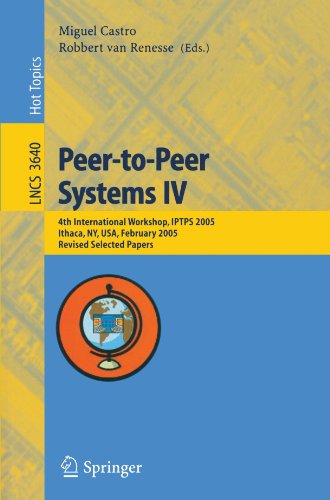 Miguel Castro
Robbert van Renesse (Eds.)
Hot Topics
LNCS 3640
Peer-to-Peer
Systems IV
4th International Workshop, IPTPS 2005
Ithaca, NY, USA, February 2005
Revised Selected Papers
Springer